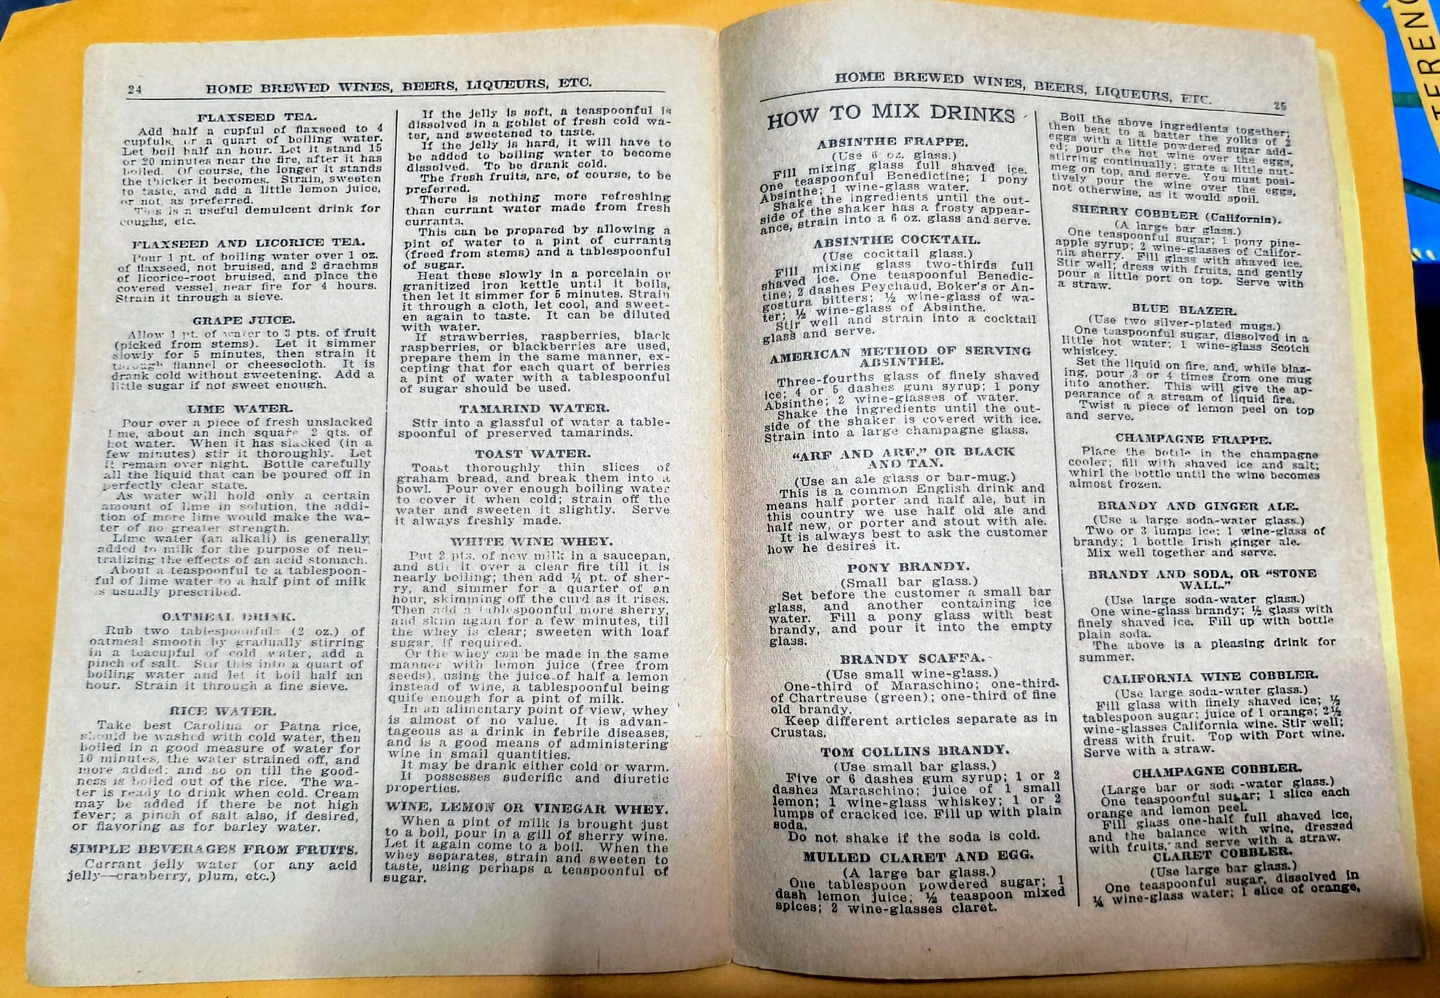 24
HOME BREWED WINES, BEERS, LIQUEURS, ETC.
FLAXSEED TEA.
Add half a cupful of flaxseed to 4
cupfuls, or a quart of boiling water.
Let boil half an hour. Let it stand 15
or 20 minutes near the fire, after it has
boiled. Of course, the longer it stands
the thicker it becomes. Strain, sweeten
to taste, and add a little lemon juice,
or not, as preferred.
This is a useful demulcent drink for
coughs, etc.
FLAXSEED AND LICORICE TEA.
Pour 1 pt. of boiling water over 1 oz.
of flaxseed, not bruised, and 2 drachms
of licorice-root bruised, and place the
covered vessel near fire for 4 hours.
Strain it through a sieve.
GRAPE JUICE.
Allow 1 pt. of water to 3 pts. of fruit
(picked from stems). Let it simmer
slowly for 5 minutes, then strain it
through flannel or cheesecloth. It is
drank cold without sweetening. Add a
little sugar if not sweet enough.
LIME WATER.
Pour over a piece of fresh unslacked
lime, about an inch square 2 qts. of
hot water. When it has slacked (in a
few minutes) stir it thoroughly. Let
it remain over night. Bottle carefully
all the liquid that can be poured off in
perfectly clear state.
As water will hold only a certain
amount of lime in solution, the addi-
tion of more lime would make the wa-
ter of no greater strength.
Lime water (an alkali) is generally
added to milk for the purpose of neu-
tralizing the effects of an acid stomach.
About a teaspoonful to a tablespoon-
ful of lime water to a half pint of milk
is usually prescribed.
OATMEAL DRINK.
Rub two tablespoonfuls (2 oz.) of
oatmeal smooth by gradually stirring
in a teacupful of cold water, add a
pinch of salt. Stir this into a quart of
boiling water and let it boil half an
hour. Strain it through a fine sieve.
RICE WATER.
Take best Carolina or Patna rice,
should be washed with cold water, then
boiled in a good measure of water for
10 minutes, the water strained off, and
more added; and so on till the good-
ness is boiled out of the rice. The wa-
ter is ready to drink when cold. Cream
may be added if there be not high
fever; a pinch of salt also, if desired,
or flavoring as for barley water.
SIMPLE BEVERAGES FROM FRUITS.
Currant jelly water (or any acid
jelly—cranberry, plum, etc.)
If the jelly is soft, a teaspoonful is
dissolved in a goblet of fresh cold wa-
ter, and sweetened to taste.
If the jelly is hard, it will have to
be added to boiling water to become
dissolved. To be drank cold.
The fresh fruits, are, of course, to be
preferred.
There is nothing more refreshing
than currant water made from fresh
currants.
This can be prepared by allowing a
pint of water to a pint of currants
(freed from stems) and a tablespoonful
of sugar.
Heat these slowly in a porcelain or
granitized iron kettle until it boils,
then let it simmer for 5 minutes. Strain
it through a cloth, let cool, and sweet-
en again to taste. It can be diluted
with water.
If strawberries, raspberries, black
raspberries, or blackberries are used,
prepare them in the same manner, ex-
cepting that for each quart of berries
a pint of water with a tablespoonful
of sugar should be used.
TAMARIND WATER.
Stir into a glassful of water a table-
spoonful of preserved tamarinds.
TOAST WATER.
Toast thoroughly thin slices of
graham bread, and break them into a
bowl. Pour over enough boiling water
to cover it when cold; strain off the
water and sweeten it slightly. Serve
it always freshly made.
WHITE WINE WHEY.
Put 2 pts. of new milk in a saucepan,
and stir it over a clear fire till it is
nearly boiling; then add ¼ pt. of sher-
ry, and simmer for a quarter of an
hour, skimming off the curd as it rises.
Then add a tablespoonful more sherry,
and skim again for a few minutes, till
the whey is clear; sweeten with loaf
sugar, if required.
Or the whey can be made in the same
manner with lemon juice (free from
seeds), using the juice of half a lemon
instead of wine, a tablespoonful being
quite enough for a pint of milk.
In an alimentary point of view, whey
is almost of no value. It is advan-
tageous as a drink in febrile diseases,
and is a good means of administering
wine in small quantities.
It may be drank either cold or warm.
It possesses suderific and diuretic
properties.
WINE, LEMON OR VINEGAR WHEY.
When a pint of milk is brought just
to a boil, pour in a gill of sherry wine.
Let it again come to a boil. When the
whey separates, strain and sweeten to
taste, using perhaps a teaspoonful of
sugar.
HOME BREWED WINES, BEERS, LIQUEURS, ETC.
25
HOW TO MIX DRINKS
ABSINTHE FRAPPE.
(Use 6 oz. glass.)
Fill mixing glass full shaved ice.
One teaspoonful Benedictine; 1 pony
Absinthe; 1 wine-glass water.
Shake the ingredients until the out-
side of the shaker has a frosty appear-
ance, strain into a 6 oz. glass and serve.
ABSINTHE COCKTAIL.
(Use cocktail glass.)
Fill mixing glass two-thirds full
shaved ice. One teaspoonful Benedic-
tine; 2 dashes Peychaud, Boker's or An-
gostura bitters; ½ wine-glass of wa-
ter; ½ wine-glass of Absinthe.
Stir well and strain into a cocktail
glass and serve.
AMERICAN METHOD OF SERVING
ABSINTHE.
Three-fourths glass of finely shaved
ice; 4 or 5 dashes gum syrup; 1 pony
Absinthe; 2 wine-glasses of water.
Shake the ingredients until the out-
side of the shaker is covered with ice.
Strain into a large champagne glass.
"ARF AND ARF," OR BLACK
AND TAN.
(Use an ale glass or bar-mug.)
This is a common English drink and
means half porter and half ale, but in
this country we use half old ale and
half new, or porter and stout with ale.
It is always best to ask the customer
how he desires it.
PONY BRANDY.
(Small bar glass.)
Set before the customer a small bar
glass, and another containing ice
water. Fill a pony glass with best
brandy, and pour it into the empty
glass.
BRANDY SCAFFA.
(Use small wine-glass.)
One-third of Maraschino; one-third
of Chartreuse (green); one-third of fine
old brandy.
Keep different articles separate as in
Crustas.
TOM COLLINS BRANDY.
(Use small bar glass.)
Five or 6 dashes gum syrup; 1 or 2
dashes Maraschino; juice of 1 small
lemon; 1 wine-glass whiskey; 1 or 2
lumps of cracked ice. Fill up with plain
soda.
Do not shake if the soda is cold.
MULLED CLARET AND EGG.
(A large bar glass.)
One tablespoon powdered sugar; 1
dash lemon juice; ½ teaspoon mixed
spices; 2 wine-glasses claret.
Boil the above ingredients together;
then beat to a batter the yolks of 2
eggs with a little powdered sugar add-
ed; pour the hot wine over the eggs,
stirring continually; grate a little nut-
meg on top, and serve. You must posi-
tively pour the wine over the eggs,
not otherwise, as it would spoil.
SHERRY COBBLER (California).
(A large bar glass.)
One teaspoonful sugar; 1 pony pine-
apple syrup; 2 wine-glasses of Califor-
nia sherry. Fill glass with shaved ice.
Stir well; dress with fruits, and gently
pour a little port on top. Serve with
a straw.
BLUE BLAZER.
(Use two silver-plated mugs.)
One teaspoonful sugar, dissolved in a
little hot water; 1 wine-glass Scotch
whiskey.
Set the liquid on fire, and, while blaz-
ing, pour 3 or 4 times from one mug
into another. This will give the ap-
pearance of a stream of liquid fire.
Twist a piece of lemon peel on top
and serve.
CHAMPAGNE FRAPPE.
Place the bottle in the champagne
cooler; fill with shaved ice and salt;
whirl the bottle until the wine becomes
almost frozen.
BRANDY AND GINGER ALE.
(Use a large soda-water glass.)
Two or 3 lumps ice; 1 wine-glass of
brandy; 1 bottle Irish ginger ale.
Mix well together and serve.
BRANDY AND SODA, OR "STONE
WALL."
(Use large soda-water glass.)
One wine-glass brandy; ½ glass with
finely shaved ice. Fill up with bottle
plain soda.
The above is a pleasing drink for
summer.
CALIFORNIA WINE COBBLER.
(Use large soda-water glass.)
Fill glass with finely shaved ice; ½
tablespoon sugar; juice of 1 orange; 2½
wine-glasses California wine. Stir well;
dress with fruit. Top with Port wine.
Serve with a straw.
CHAMPAGNE COBBLER.
(Large bar or soda-water glass.)
One teaspoonful sugar; 1 slice each
orange and lemon peel.
Fill glass one-half full shaved ice,
and the balance with wine, dressed
with fruits, and serve with a straw.
CLARET COBBLER.
(Use large bar glass.)
One teaspoonful sugar, dissolved in
¼ wine-glass water; 1 slice of orange,
TERENC